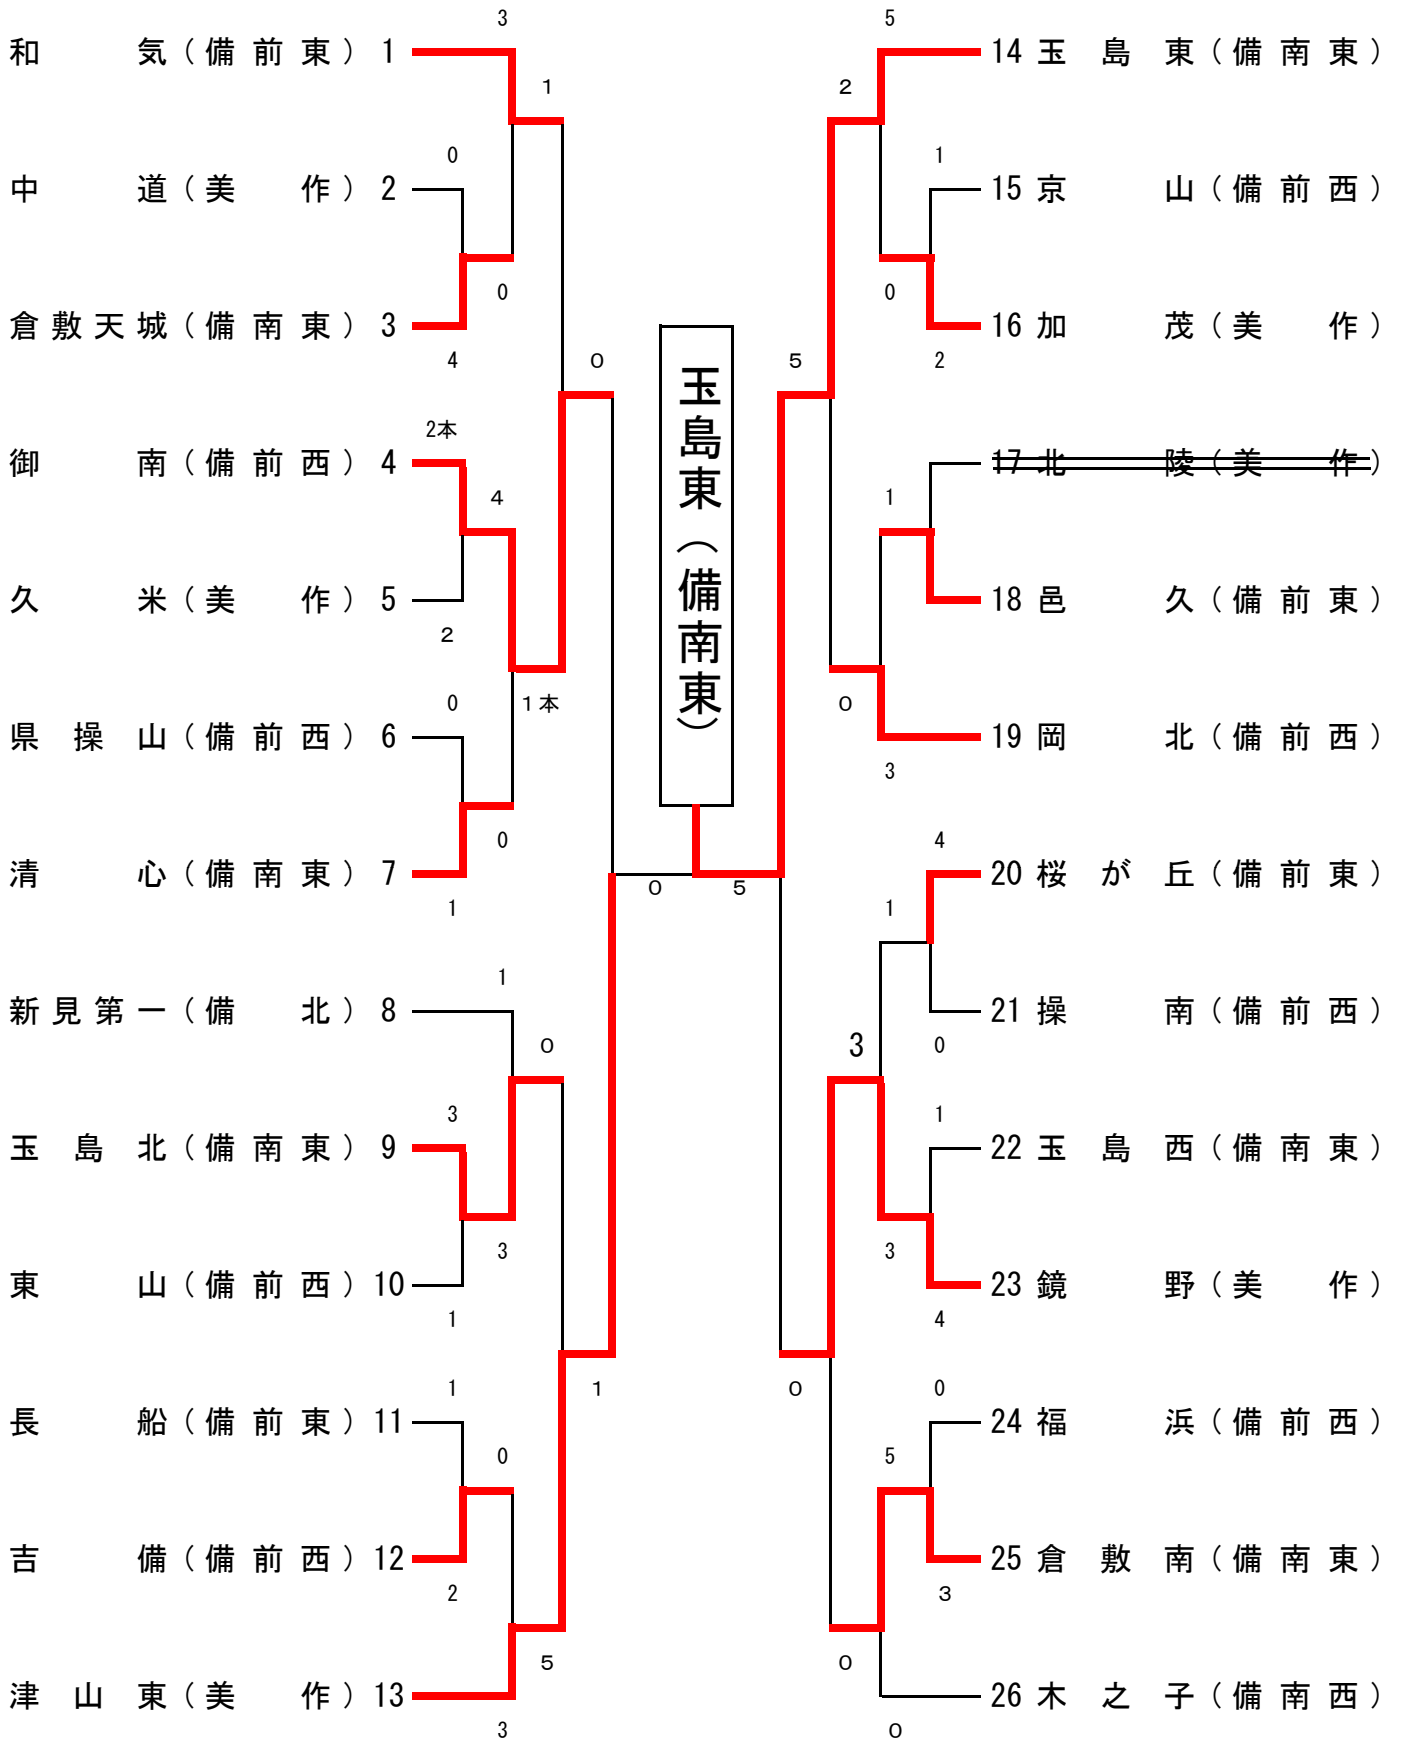 3
和気（備前東）1
1
0
中道（美作）2
0
倉敷天城（備南東）3
4
0
2本
御南（備前西）4
4
久米（美作）5
2
0
1本
県操山（備前西）6
0
清心（備南東）7
1
1
新見第一（備北）8
0
3
玉島北（備南東）9
3
東山（備前西）10
1
1
1
長船（備前東）11
0
吉備（備前西）12
2
5
津山東（美作）13
3
玉島東（備南東）
0
5
5
14 玉島東（備南東）
2
1
15 京山（備前西）
0
16 加茂（美作）
2
5
17 北陵（美作）
1
18 邑久（備前東）
0
19 岡北（備前西）
3
4
20 桜が丘（備前東）
1
21 操南（備前西）
0
3
1
22 玉島西（備南東）
3
23 鏡野（美作）
4
0
0
24 福浜（備前西）
5
25 倉敷南（備南東）
3
0
26 木之子（備南西）
0